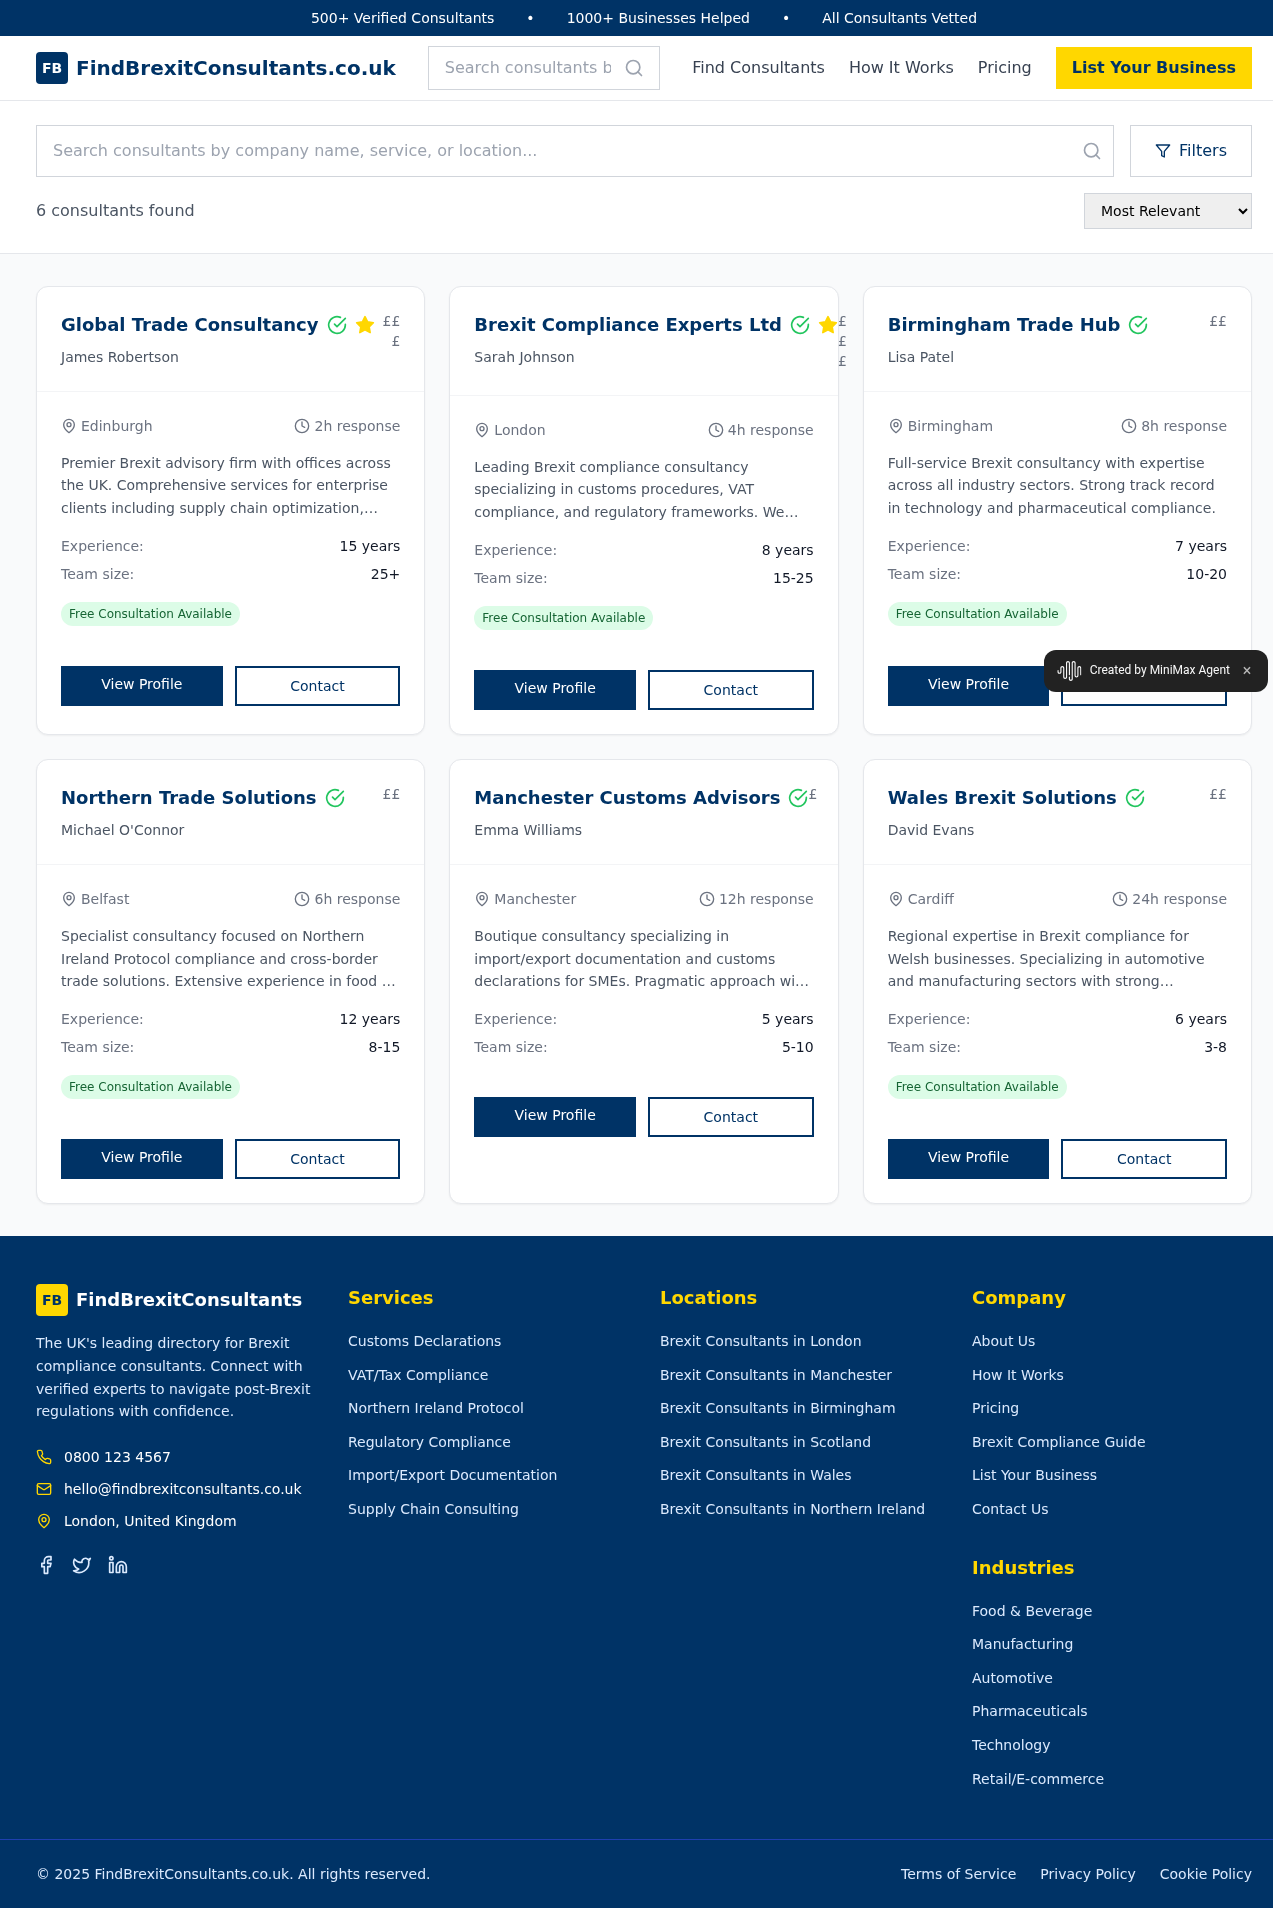 500+ Verified Consultants • 1000+ Businesses Helped • All Consultants Vetted
FB FindBrexitConsultants.co.uk Search consultants b Find Consultants How It Works Pricing List Your Business
Search consultants by company name, service, or location... Filters
6 consultants found Most Relevant
Global Trade Consultancy ££
£
James Robertson
Edinburgh 2h response
Premier Brexit advisory firm with offices across
the UK. Comprehensive services for enterprise
clients including supply chain optimization,...
Experience: 15 years
Team size: 25+
Free Consultation Available
View Profile Contact
Brexit Compliance Experts Ltd £
£
£
Sarah Johnson
London 4h response
Leading Brexit compliance consultancy
specializing in customs procedures, VAT
compliance, and regulatory frameworks. We...
Experience: 8 years
Team size: 15-25
Free Consultation Available
View Profile Contact
Birmingham Trade Hub ££
Lisa Patel
Birmingham 8h response
Full-service Brexit consultancy with expertise
across all industry sectors. Strong track record
in technology and pharmaceutical compliance.
Experience: 7 years
Team size: 10-20
Free Consultation Available
View Profile
Created by MiniMax Agent ×
Northern Trade Solutions ££
Michael O'Connor
Belfast 6h response
Specialist consultancy focused on Northern
Ireland Protocol compliance and cross-border
trade solutions. Extensive experience in food ...
Experience: 12 years
Team size: 8-15
Free Consultation Available
View Profile Contact
Manchester Customs Advisors £
Emma Williams
Manchester 12h response
Boutique consultancy specializing in
import/export documentation and customs
declarations for SMEs. Pragmatic approach wi...
Experience: 5 years
Team size: 5-10
View Profile Contact
Wales Brexit Solutions ££
David Evans
Cardiff 24h response
Regional expertise in Brexit compliance for
Welsh businesses. Specializing in automotive
and manufacturing sectors with strong...
Experience: 6 years
Team size: 3-8
Free Consultation Available
View Profile Contact
FB FindBrexitConsultants
The UK's leading directory for Brexit
compliance consultants. Connect with
verified experts to navigate post-Brexit
regulations with confidence.
0800 123 4567
hello@findbrexitconsultants.co.uk
London, United Kingdom
Services
Customs Declarations
VAT/Tax Compliance
Northern Ireland Protocol
Regulatory Compliance
Import/Export Documentation
Supply Chain Consulting
Locations
Brexit Consultants in London
Brexit Consultants in Manchester
Brexit Consultants in Birmingham
Brexit Consultants in Scotland
Brexit Consultants in Wales
Brexit Consultants in Northern Ireland
Company
About Us
How It Works
Pricing
Brexit Compliance Guide
List Your Business
Contact Us
Industries
Food & Beverage
Manufacturing
Automotive
Pharmaceuticals
Technology
Retail/E-commerce
© 2025 FindBrexitConsultants.co.uk. All rights reserved. Terms of Service Privacy Policy Cookie Policy